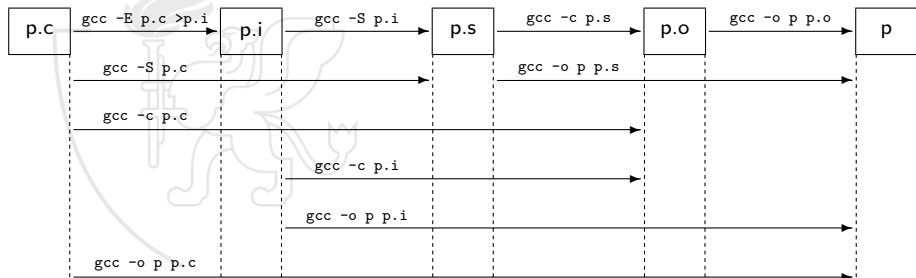 p.c gcc -E p.c >p.i p.i gcc -S p.i p.s gcc -c p.s p.o gcc -o p p.o p
gcc -S p.c gcc -o p p.s
gcc -c p.c
gcc -c p.i
gcc -o p p.i
gcc -o p p.c